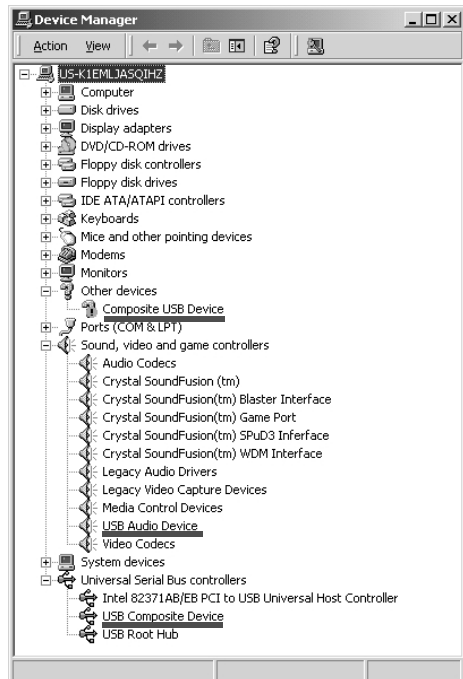 Device Manager
Action View
US-K1EMLJASQIHZ
Computer
Disk drives
Display adapters
DVD/CD-ROM drives
Floppy disk controllers
Floppy disk drives
IDE ATA/ATAPI controllers
Keyboards
Mice and other pointing devices
Modems
Monitors
Other devices
Composite USB Device
Ports (COM & LPT)
Sound, video and game controllers
Audio Codecs
Crystal SoundFusion (tm)
Crystal SoundFusion(tm) Blaster Interface
Crystal SoundFusion(tm) Game Port
Crystal SoundFusion(tm) SPuD3 Inferface
Crystal SoundFusion(tm) WDM Interface
Legacy Audio Drivers
Legacy Video Capture Devices
Media Control Devices
USB Audio Device
Video Codecs
System devices
Universal Serial Bus controllers
Intel 82371AB/EB PCI to USB Universal Host Controller
USB Composite Device
USB Root Hub